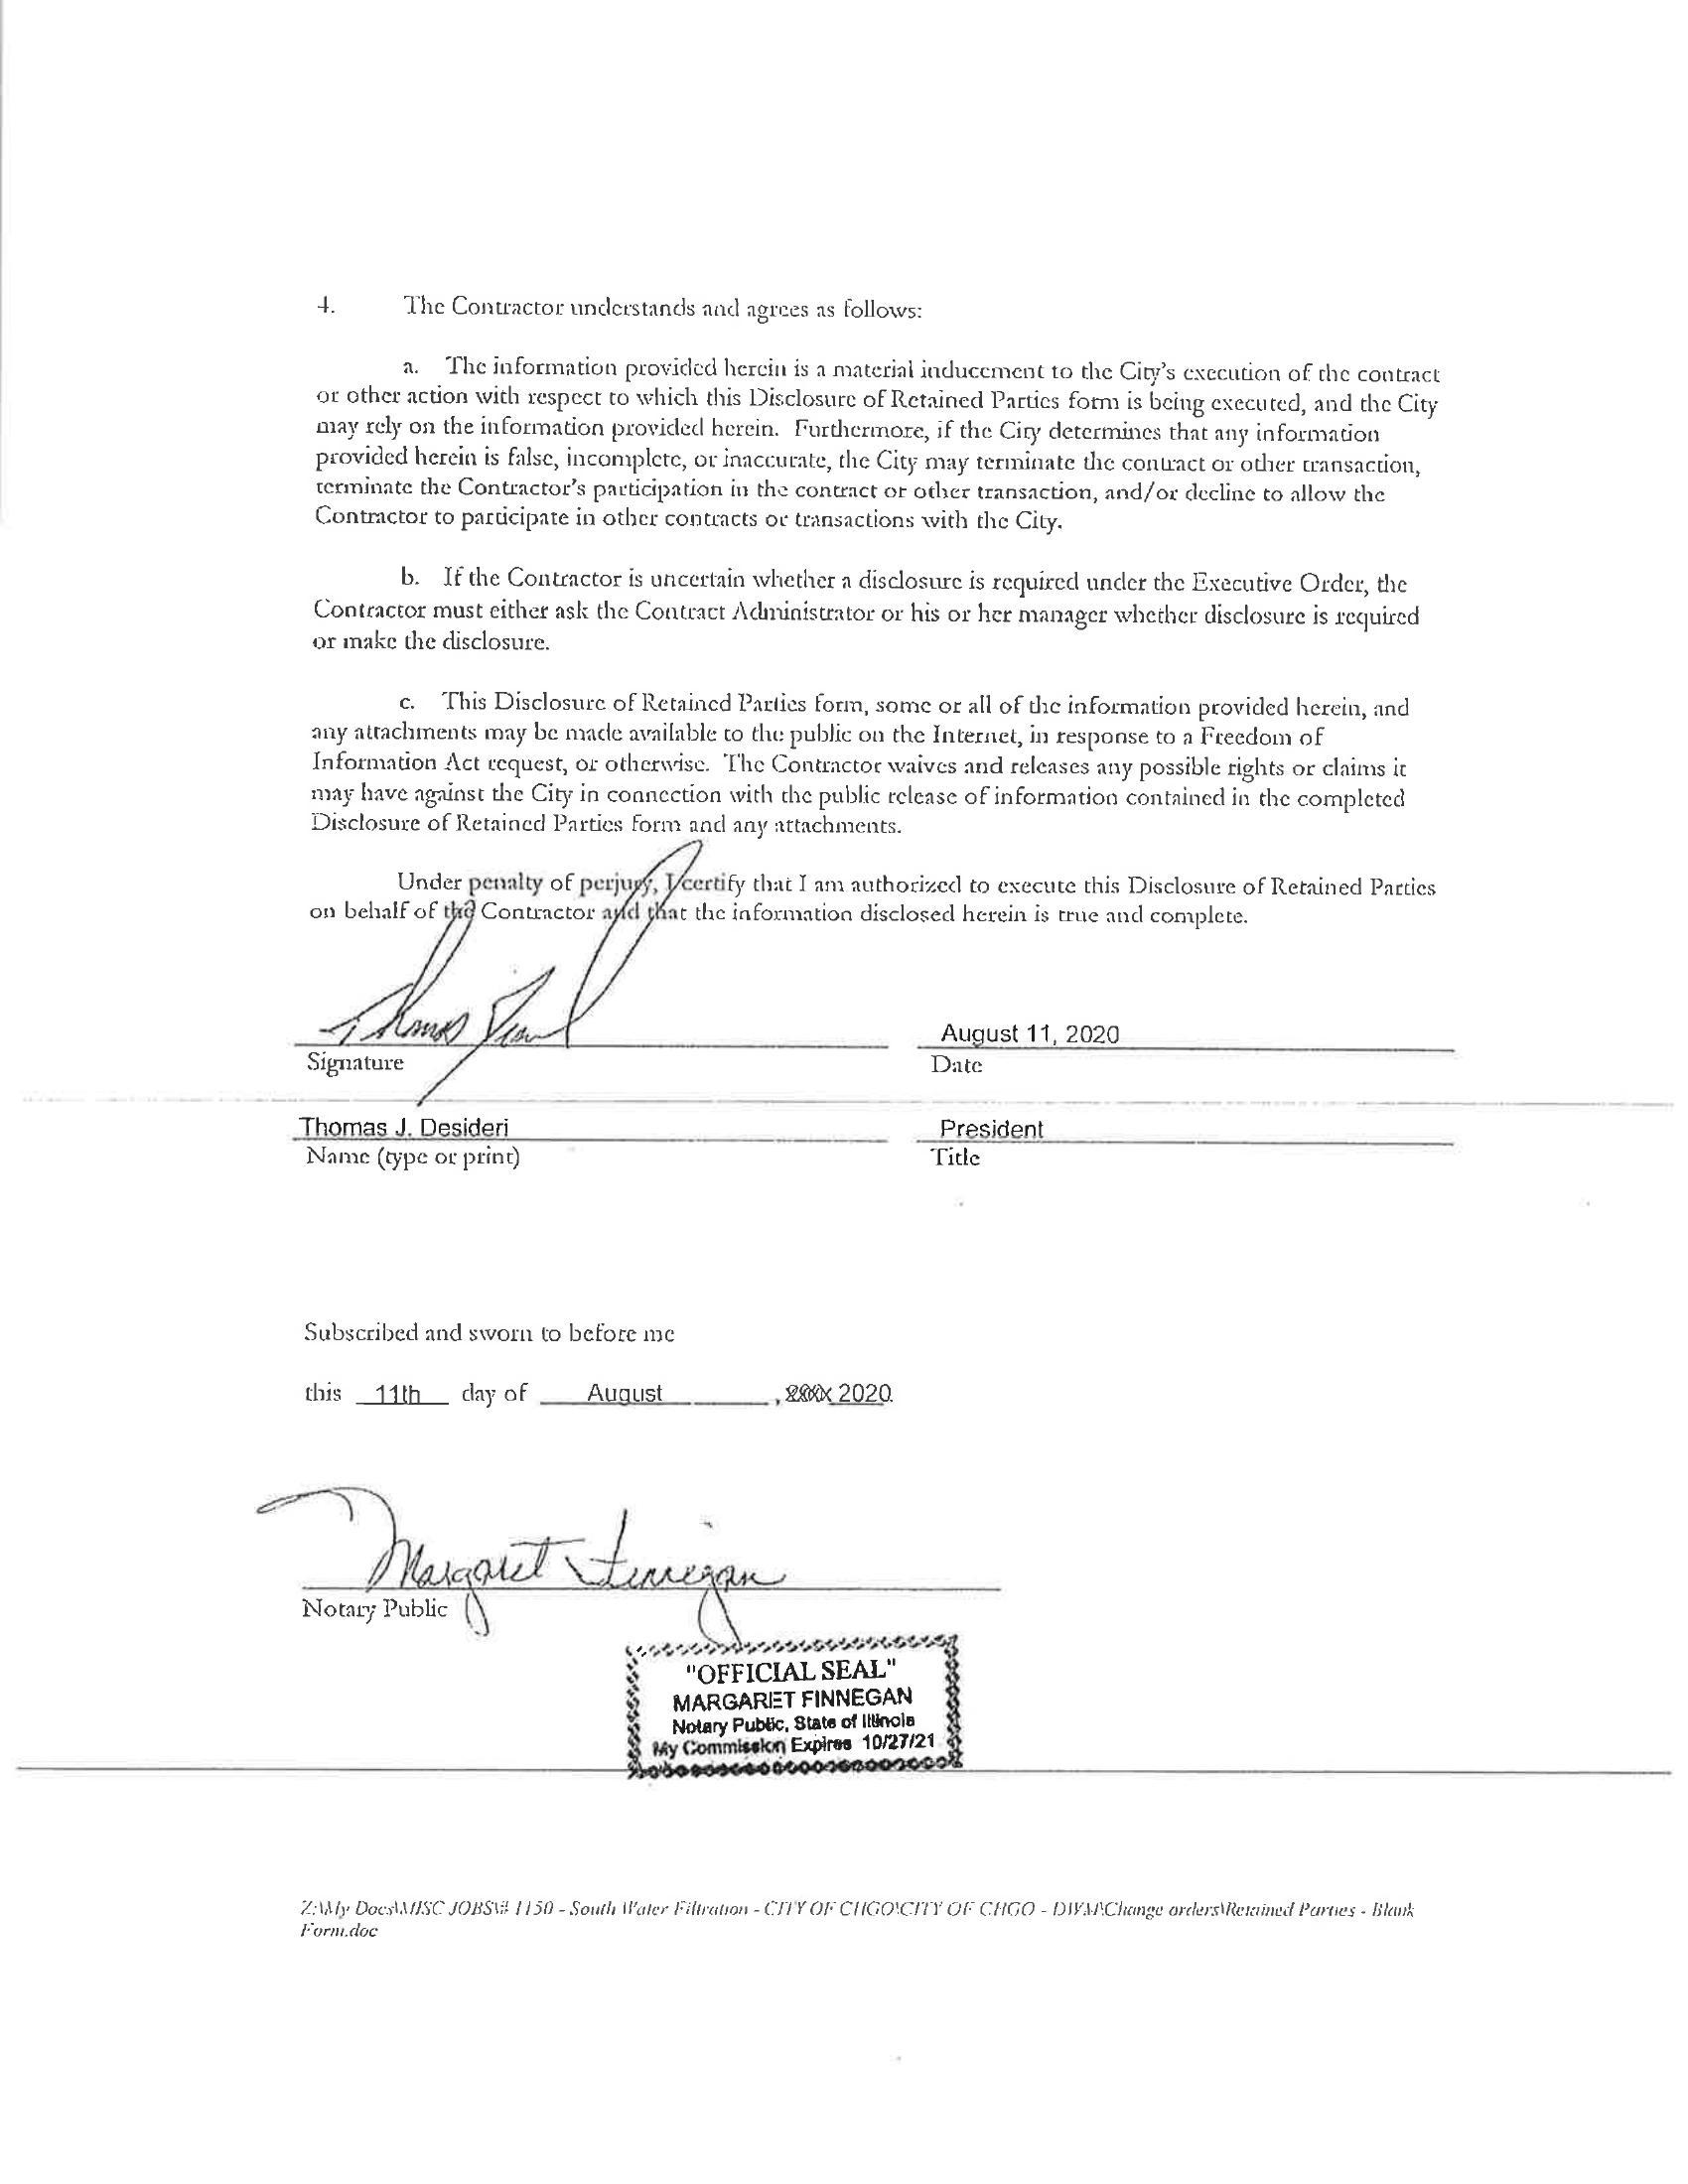 4. The Contractor understands and agrees as follows:
a. The information provided herein is a material inducement to the City's execution of the contract
or other action with respect to which this Disclosure of Retained Parties form is being executed, and the City
may rely on the information provided herein. Furthermore, if the City determines that any information
provided herein is false, incomplete, or inaccurate, the City may terminate the contract or other transaction,
terminate the Contractor's participation in the contract or other transaction, and/or decline to allow the
Contractor to participate in other contracts or transactions with the City.
b. If the Contractor is uncertain whether a disclosure is required under the Executive Order, the
Contractor must either ask the Contract Administrator or his or her manager whether disclosure is required
or make the disclosure.
c. This Disclosure of Retained Parties form, some or all of the information provided herein, and
any attachments may be made available to the public on the Internet, in response to a Freedom of
Information Act request, or otherwise. The Contractor waives and releases any possible rights or claims it
may have against the City in connection with the public release of information contained in the completed
Disclosure of Retained Parties form and any attachments.
Under penalty of perjury, I certify that I am authorized to execute this Disclosure of Retained Parties
on behalf of the Contractor and that the information disclosed herein is true and complete.
Thomas
August 11, 2020
Signature Date
Thomas J. Desideri President
Name (type or print) Title
Subscribed and sworn to before me
this 11th day of August , 2020.
Margaret Finnegan
Notary Public
"OFFICIAL SEAL"
MARGARET FINNEGAN
Notary Public, State of Illinois
My Commission Expires 10/27/21
Z:\My Docs\MISC JOBS\# 1150 - South Water Filtration - CITY OF CHGO\CITY OF CHGO - DWM\Change orders\Retained Parties - Blank
Form.doc